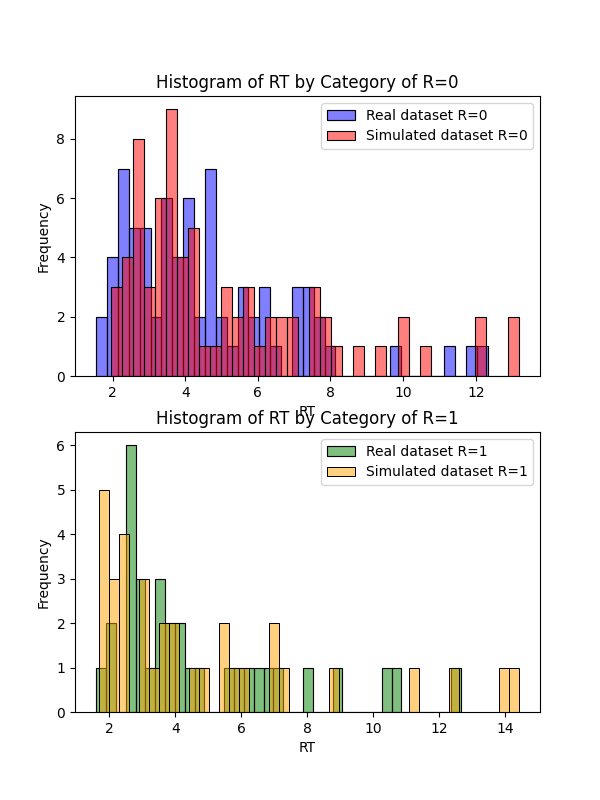 Histogram of RT by Category of R=0
Real dataset R=0
Simulated dataset R=0
Frequency
8
6
4
2
0
2 4 6 8 10 12
RT
Histogram of RT by Category of R=1
Real dataset R=1
Simulated dataset R=1
Frequency
6
5
4
3
2
1
0
2 4 6 8 10 12 14
RT